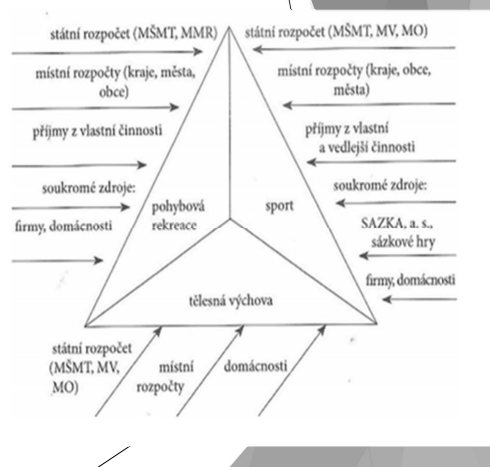 státní rozpočet (MŠMT, MMR)
státní rozpočet (MŠMT, MV, MO)
místní rozpočty (kraje, města,
obce)
místní rozpočty (kraje, obce,
města)
příjmy z vlastní činnosti
příjmy z vlastní
a vedlejší činnosti
soukromé zdroje:
firmy, domácnosti
soukromé zdroje:
SAZKA, a. s.,
sázkové hry
firmy, domácnosti
pohybová
rekreace
sport
tělesná výchova
státní rozpočet
(MŠMT, MV,
MO)
místní
rozpočty
domácnosti